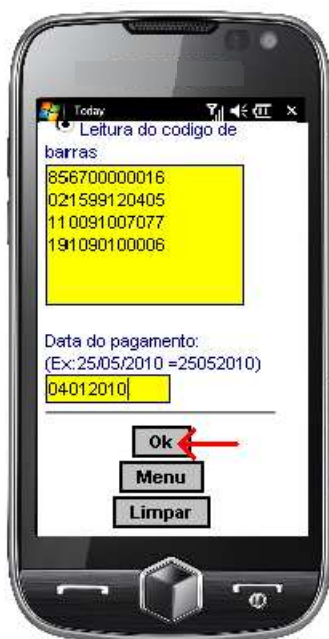 Today
Leitura do codigo de
barras
856700000016
021599120405
110091007077
191090100006
Data do pagamento:
(Ex:25/05/2010 =25052010)
04012010
Ok
Menu
Limpar